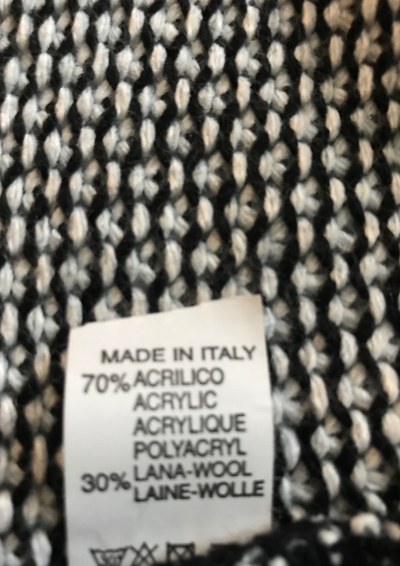 MADE IN ITALY
70% ACRILICO
ACRYLIC
ACRYLIQUE
POLYACRYL
30% LANA-WOOL
LAINE-WOLLE